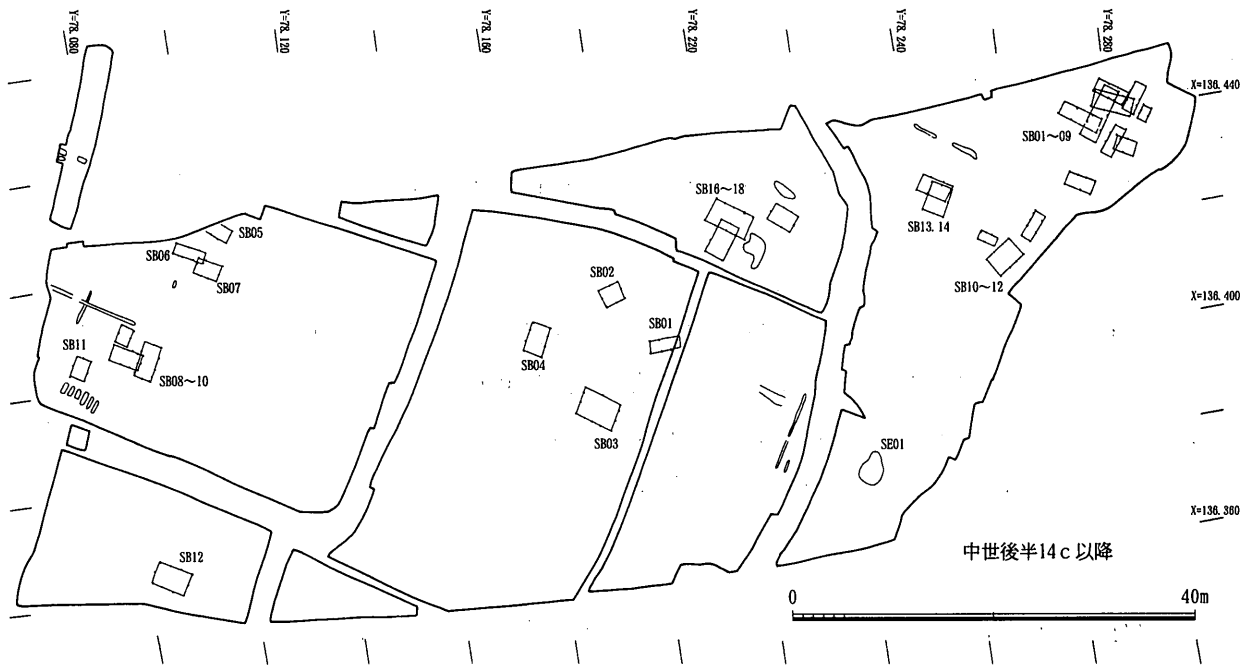 Y=78.080
Y=78.120
Y=78.160
Y=78.220
Y=78.240
Y=78.280
X=136.440
SB01～09
SB16～18
SB13.14
SB05
SB06
SB07
SB02
SB10～12
X=136.400
SB01
SB11
SB04
SB08～10
SB03
SE01
X=136.360
中世後半14c以降
SB12
0
40m